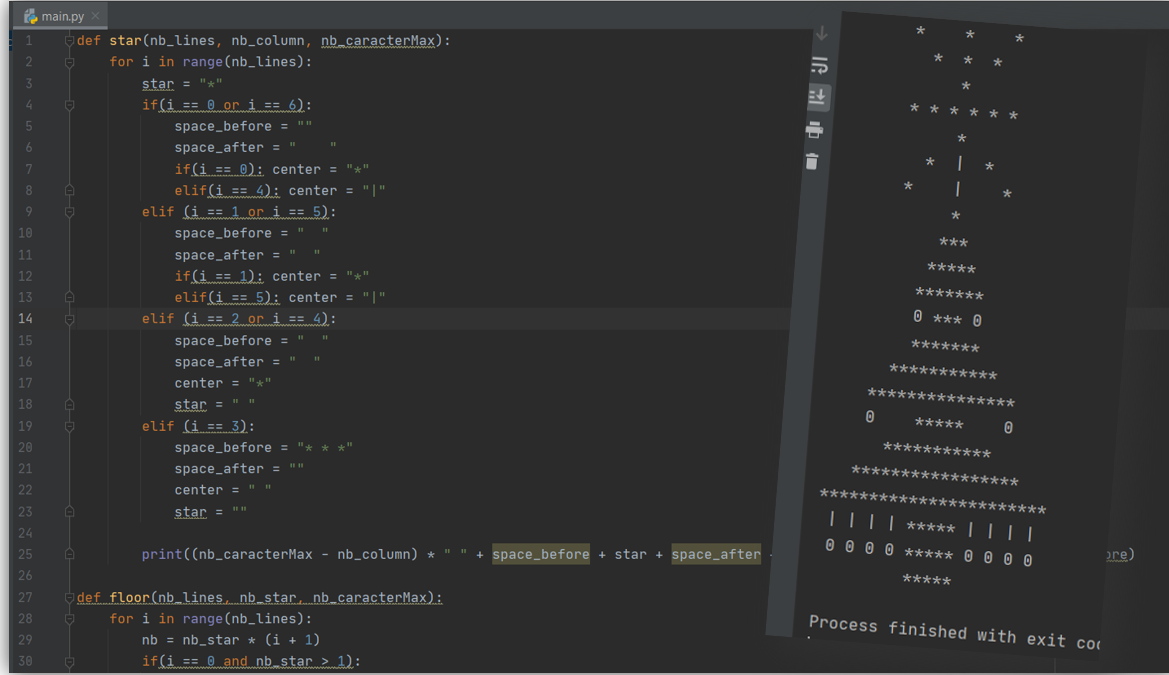 main.py
1 def star(nb_lines, nb_column, nb_caracterMax):
2 for i in range(nb_lines):
3 star = "*"
4 if(i == 0 or i == 6):
5 space_before = ""
6 space_after = "    "
7 if(i == 0): center = "*"
8 elif(i == 4): center = "|"
9 elif (i == 1 or i == 5):
10 space_before = "  "
11 space_after = "  "
12 if(i == 1): center = "*"
13 elif(i == 5): center = "|"
14 elif (i == 2 or i == 4):
15 space_before = "  "
16 space_after = "  "
17 center = "*"
18 star = " "
19 elif (i == 3):
20 space_before = "* * *"
21 space_after = ""
22 center = " "
23 star = ""
24
25 print((nb_caracterMax - nb_column) * " " + space_before + star + space_after
26
27 def floor(nb_lines, nb_star, nb_caracterMax):
28 for i in range(nb_lines):
29 nb = nb_star * (i + 1)
30 if(i == 0 and nb_star > 1):
*    *    *
*  *  *
*
* * * * * *
*
*  |  *
*    |    *
*
***
*****
*******
0 *** 0
*******
***********
***************
0    *****    0
***********
*****************
***********************
| | | | ***** | | | |
0 0 0 0 ***** 0 0 0 0
*****
Process finished with exit